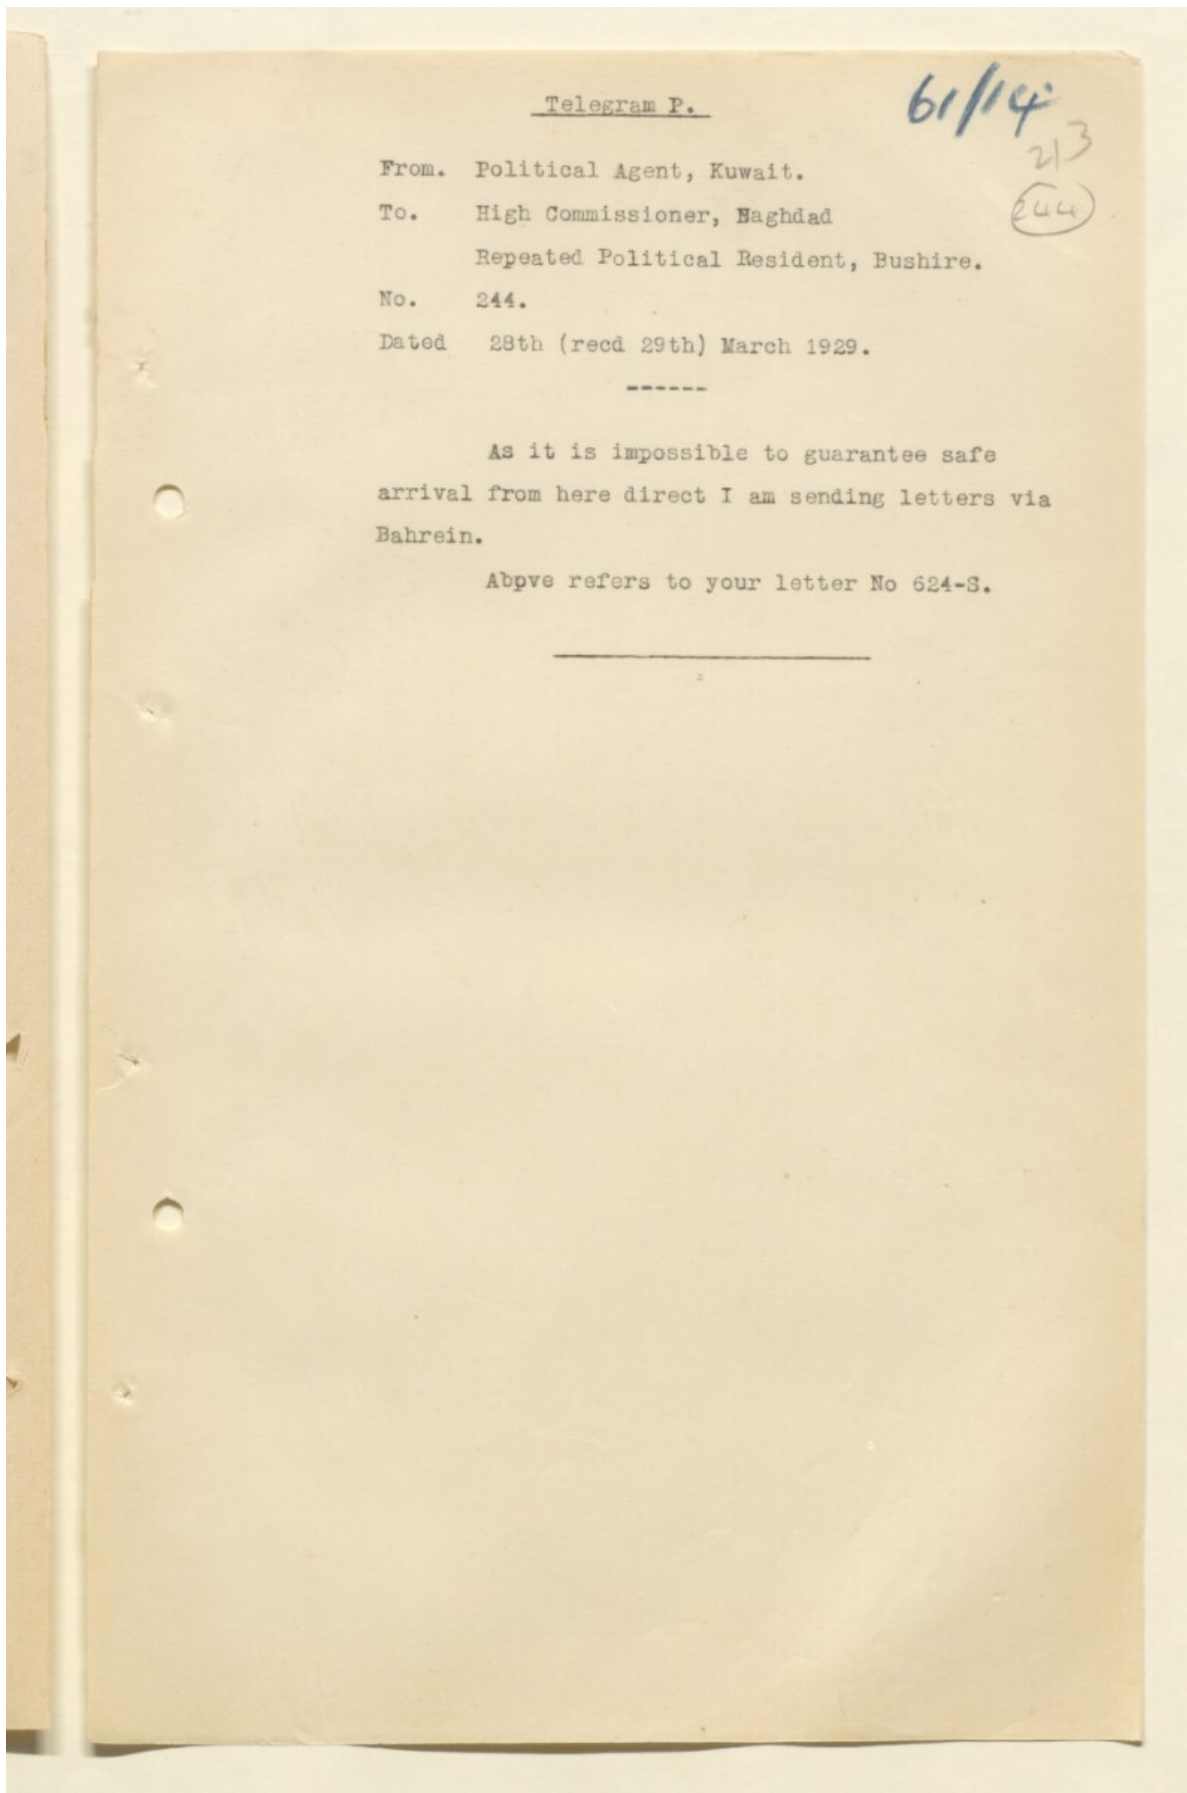 Telegram P.
61/14
213
244
From. Political Agent, Kuwait.
To. High Commissioner, Baghdad
Repeated Political Resident, Bushire.
No. 244.
Dated 28th (recd 29th) March 1929.
------
As it is impossible to guarantee safe
arrival from here direct I am sending letters via
Bahrein.
Abpve refers to your letter No 624-S.